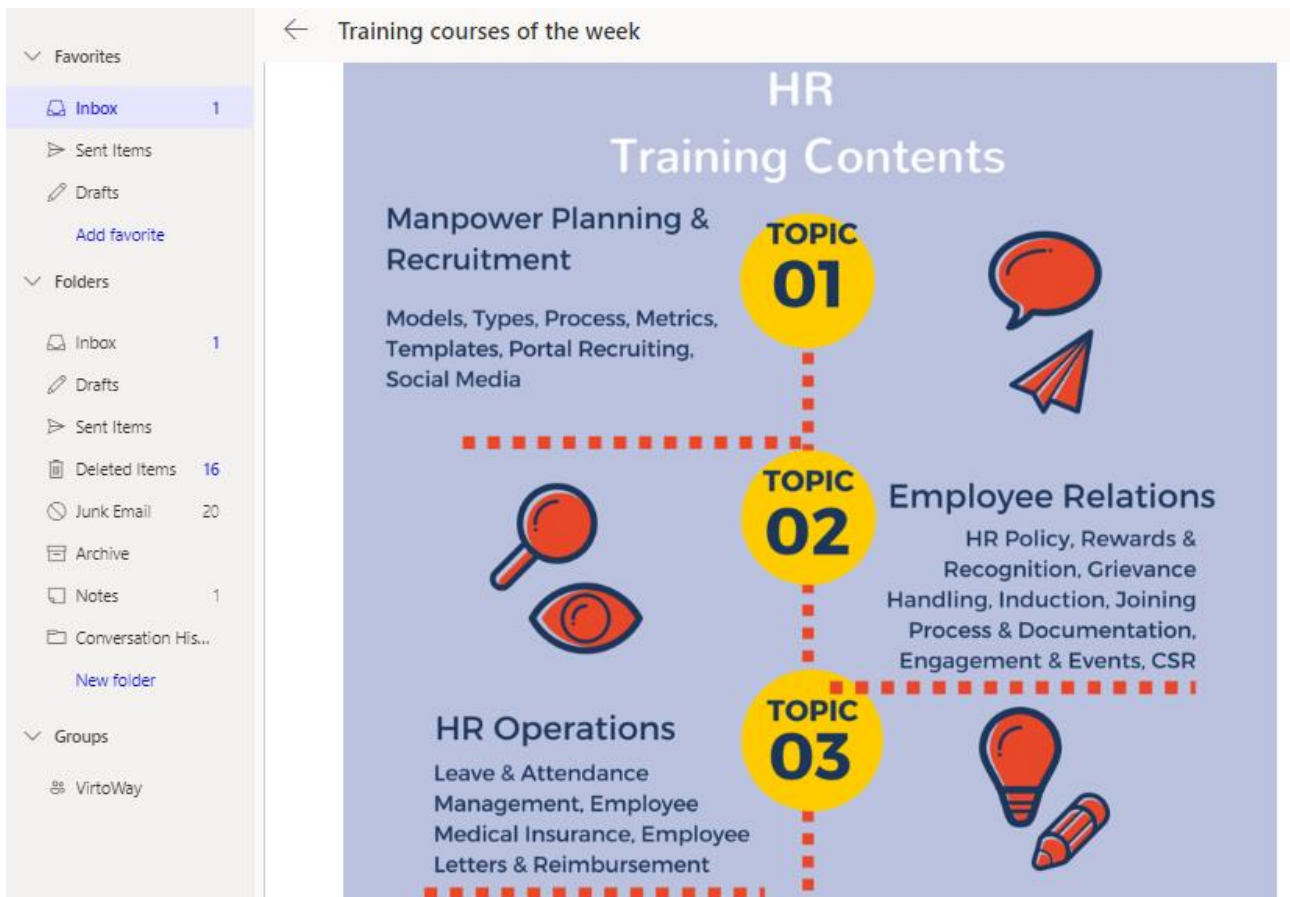 Training courses of the week
Favorites
Inbox 1
Sent Items
Drafts
Add favorite
Folders
Inbox 1
Drafts
Sent Items
Deleted Items 16
Junk Email 20
Archive
Notes 1
Conversation His...
New folder
Groups
VirtoWay
HR
Training Contents
Manpower Planning &
Recruitment
Models, Types, Process, Metrics,
Templates, Portal Recruiting,
Social Media
TOPIC
01
TOPIC
02
Employee Relations
HR Policy, Rewards &
Recognition, Grievance
Handling, Induction, Joining
Process & Documentation,
Engagement & Events, CSR
HR Operations
Leave & Attendance
Management, Employee
Medical Insurance, Employee
Letters & Reimbursement
TOPIC
03